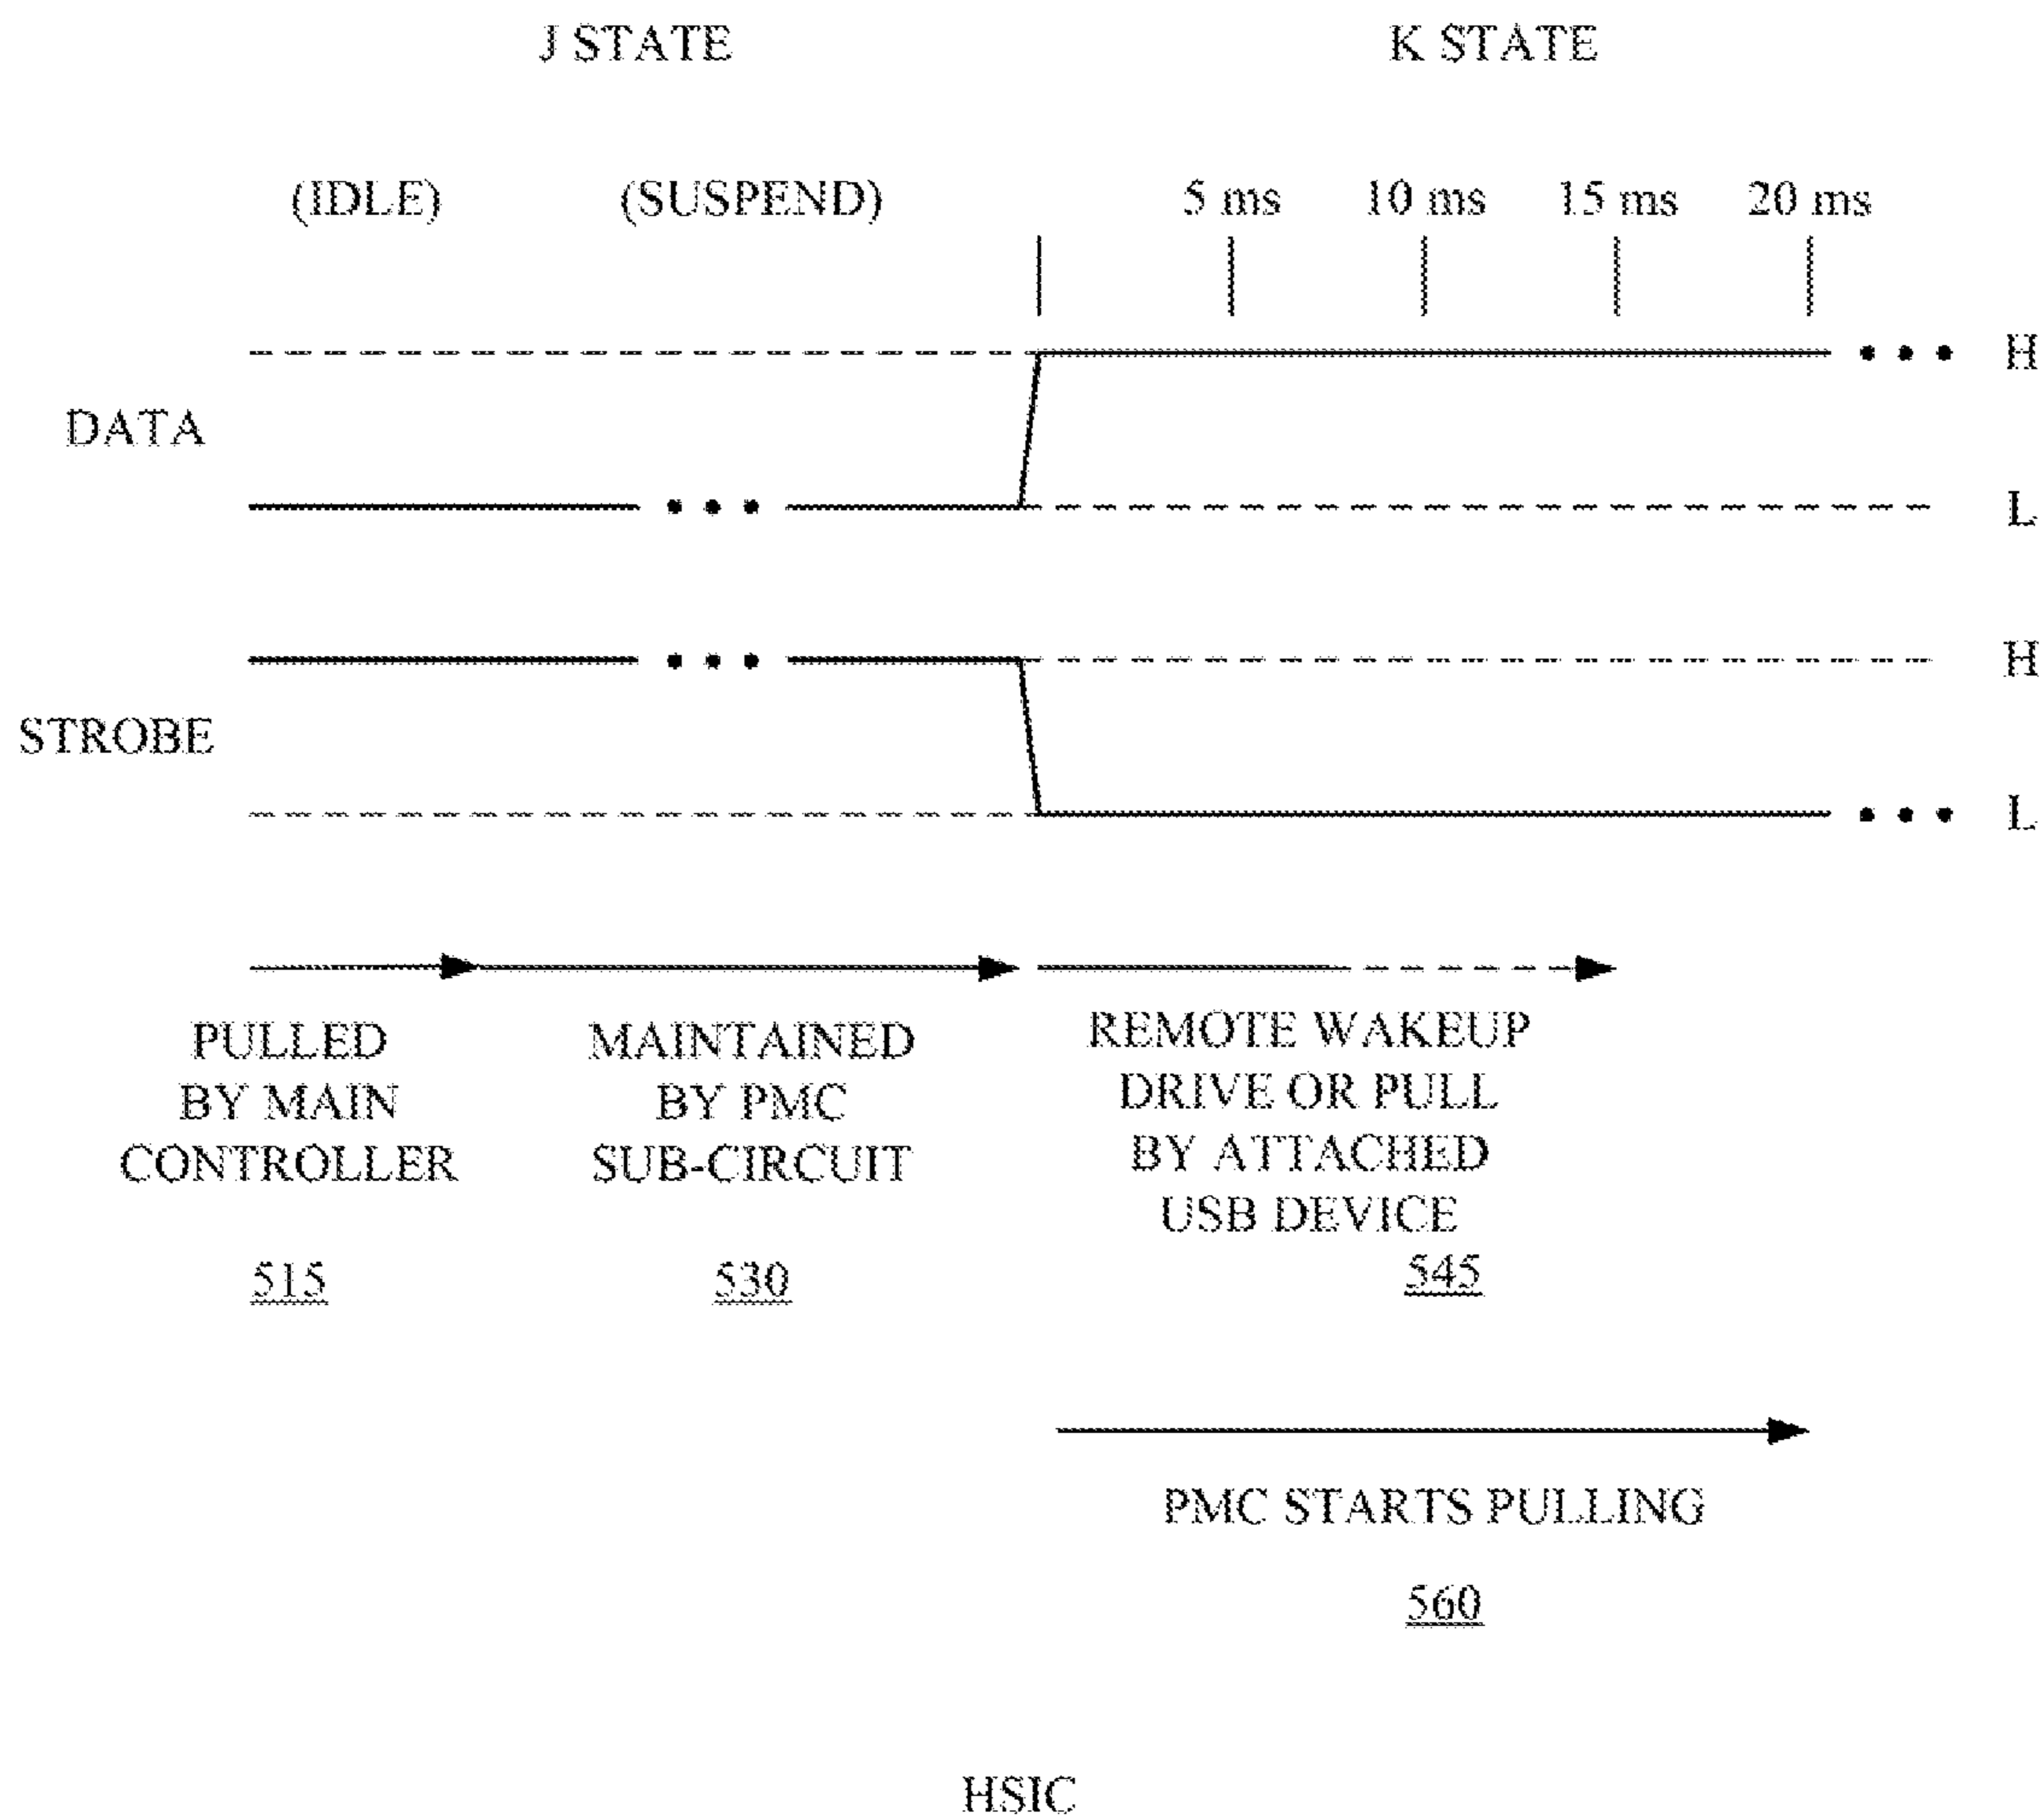 J STATE K STATE
(IDLE) (SUSPEND) 5 ms 10 ms 15 ms 20 ms
H
DATA
L
H
STROBE
L
PULLED
BY MAIN
CONTROLLER
515
MAINTAINED
BY PMC
SUB-CIRCUIT
530
REMOTE WAKEUP
DRIVE OR PULL
BY ATTACHED
USB DEVICE
545
PMC STARTS PULLING
560
HSIC